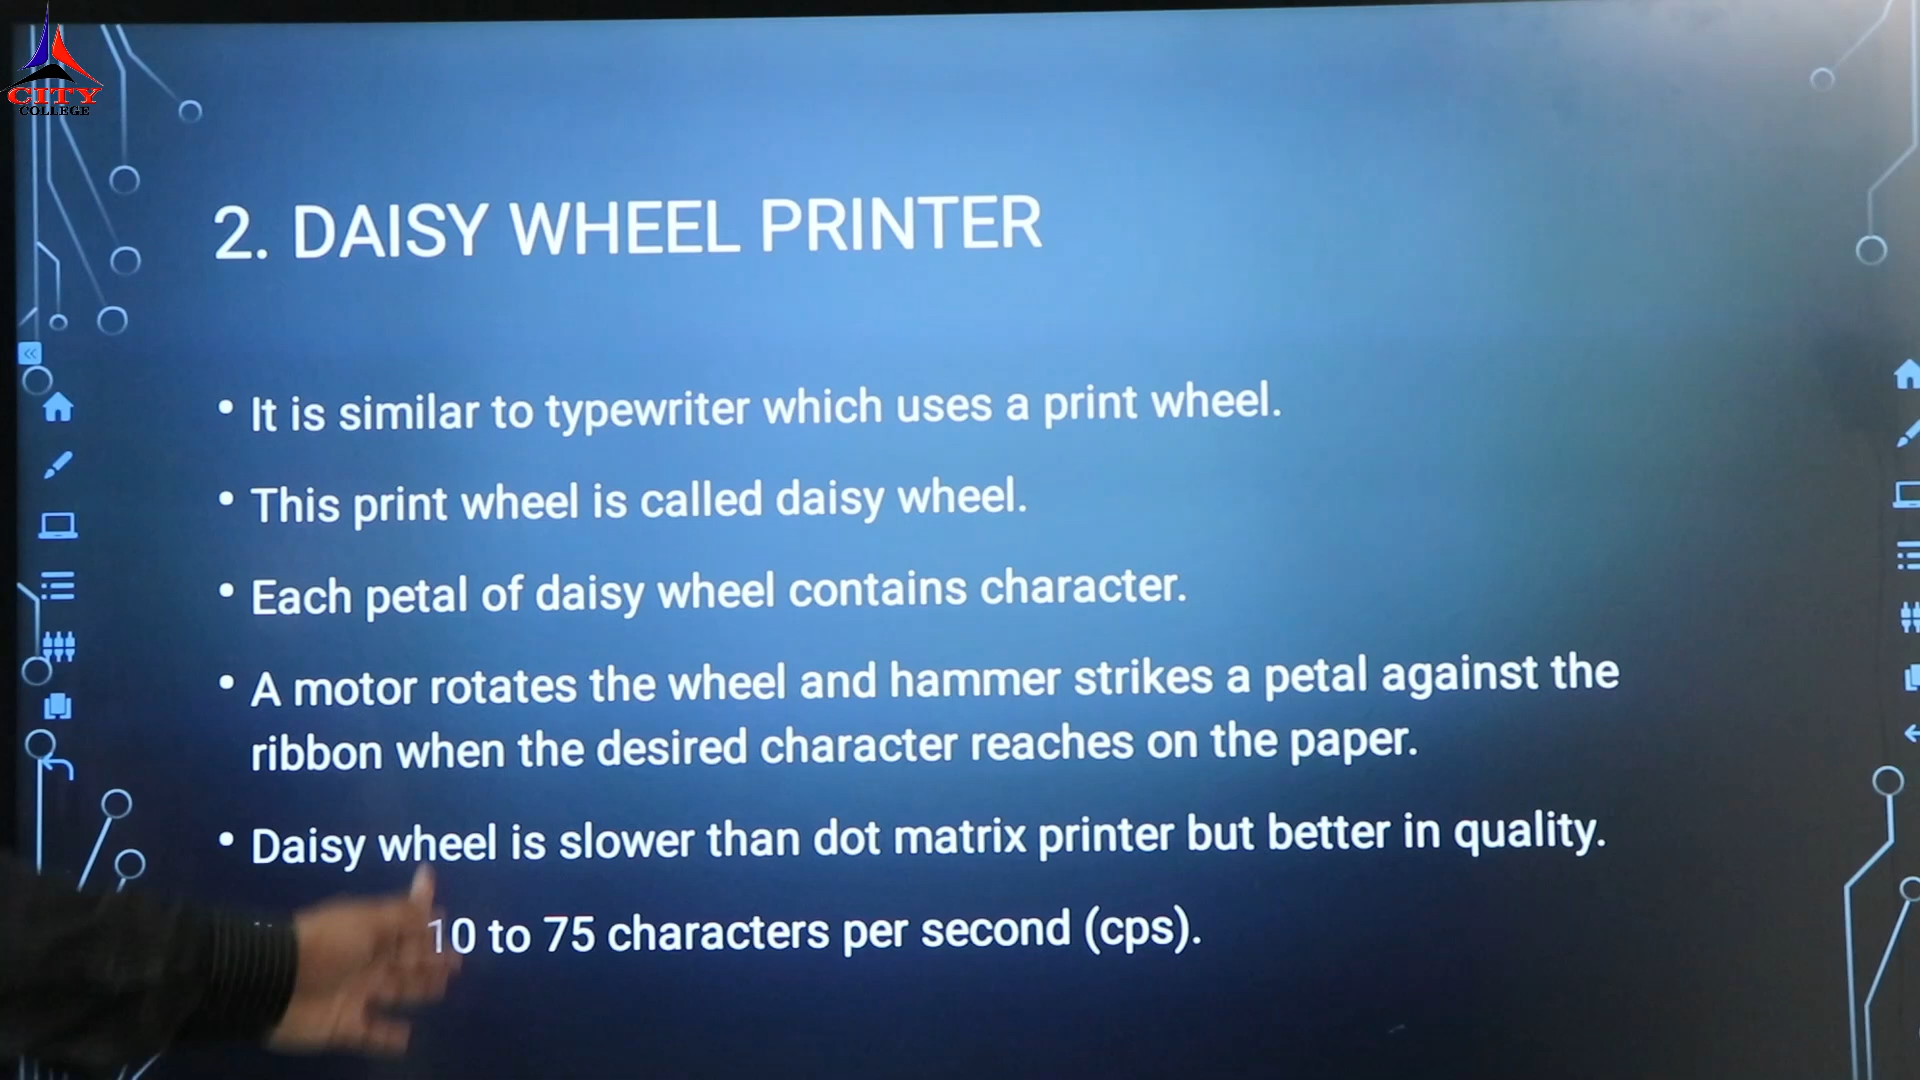 CITY
COLLEGE
2. DAISY WHEEL PRINTER
• It is similar to typewriter which uses a print wheel.
• This print wheel is called daisy wheel.
• Each petal of daisy wheel contains character.
• A motor rotates the wheel and hammer strikes a petal against the
ribbon when the desired character reaches on the paper.
• Daisy wheel is slower than dot matrix printer but better in quality.
10 to 75 characters per second (cps).